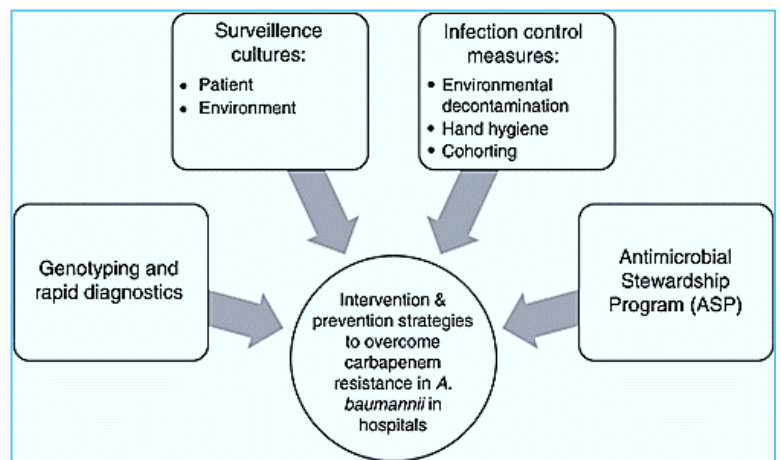 Surveillence
cultures:
• Patient
• Environment
Infection control
measures:
• Environmental
decontamination
• Hand hygiene
• Cohorting
Genotyping and
rapid diagnostics
Antimicrobial
Stewardship
Program (ASP)
Intervention &
prevention strategies
to overcome
carbapenem
resistance in A.
baumannii in
hospitals